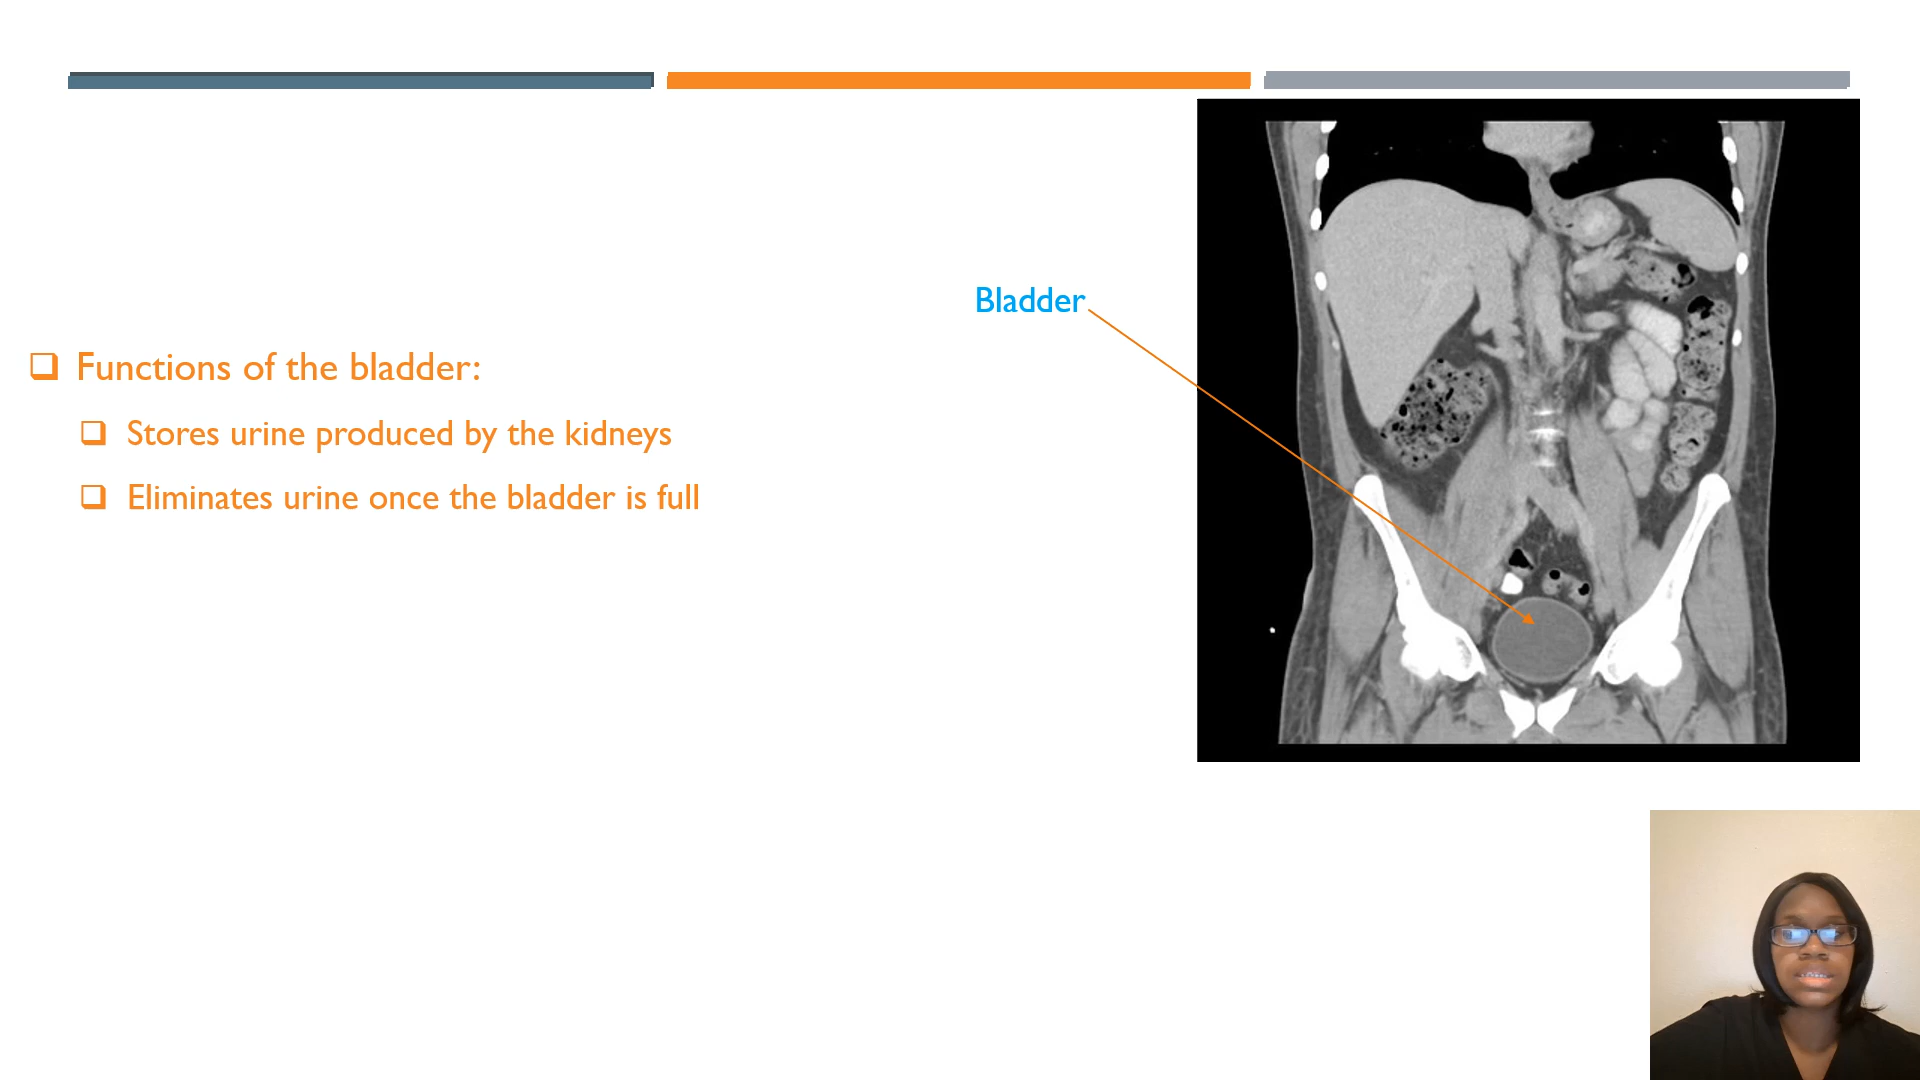 Bladder
Functions of the bladder:
Stores urine produced by the kidneys
Eliminates urine once the bladder is full